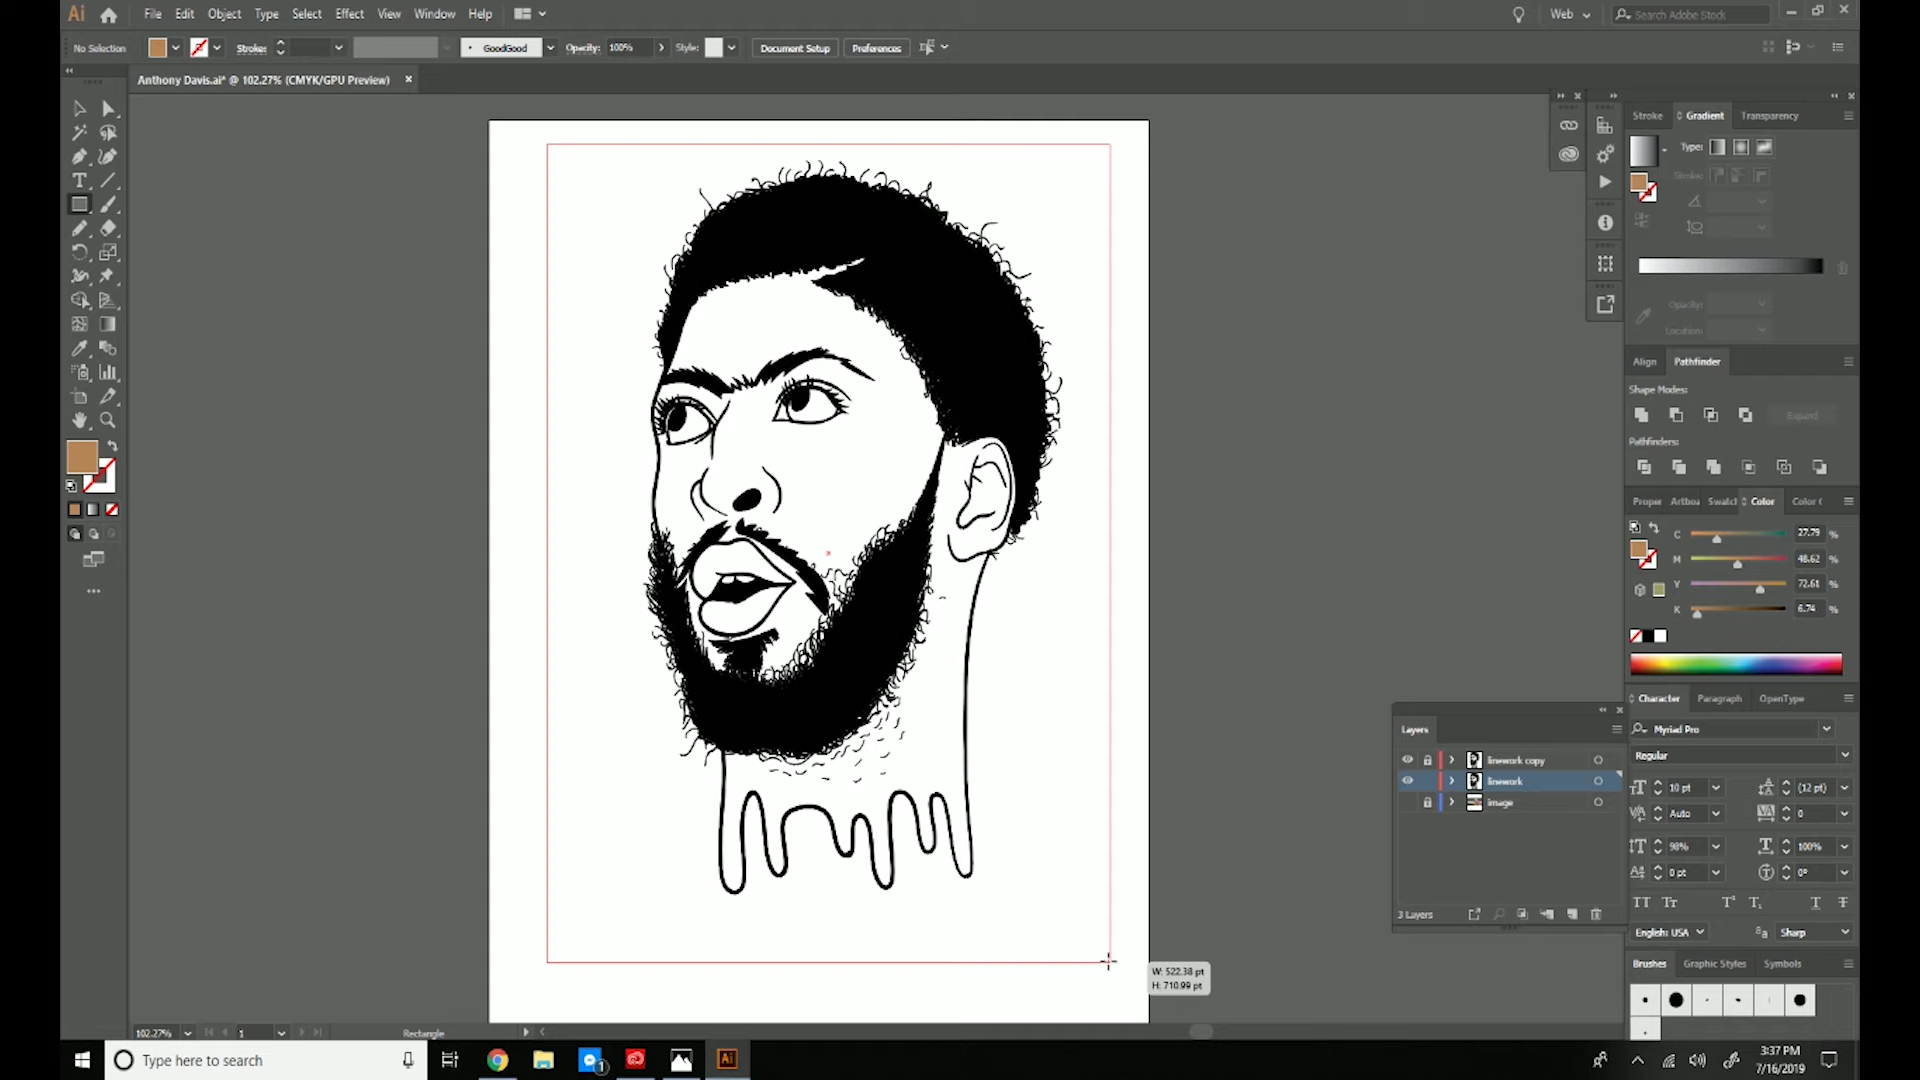 Ai File Edit Object Type Select Effect View Window Help Web Search Adobe Stock
No Selection Stroke: GoodGood Opacity: 100% Style: Document Setup Preferences
Anthony Davis.ai* @ 102.27% (CMYK/GPU Preview)
Stroke Gradient Transparency
Type:
Stroke:
Opacity:
Location:
Align Pathfinder
Shape Modes:
Expand
Pathfinders:
Proper Artboa Swatch Color Color (
C 27.79 %
M 48.62 %
Y 72.61 %
K 6.74 %
Character Paragraph OpenType
Myriad Pro
Regular
10 pt (12 pt)
Auto 0
98% 100%
0 pt 0°
English: USA Sharp
Brushes Graphic Styles Symbols
Layers
linework copy
linework
image
3 Layers
W: 522.38 pt
H: 710.99 pt
102.27% 1 Rectangle
Type here to search
1
Ai
3:37 PM
7/16/2019